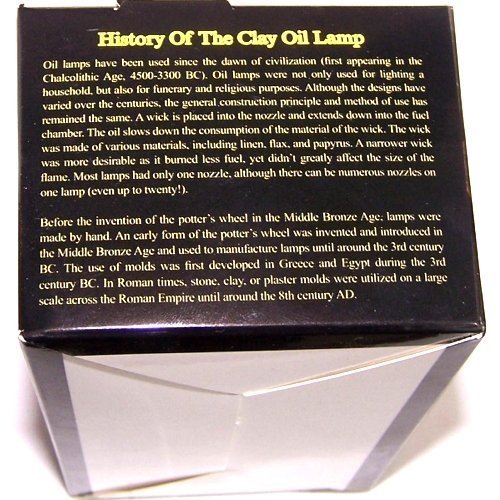 History Of The Clay Oil Lamp
Oil lamps have been used since the dawn of civilization (first appearing in the
Chalcolithic Age, 4500-3300 BC). Oil lamps were not only used for lighting a
household, but also for funerary and religious purposes. Although the designs have
varied over the centuries, the general construction principle and method of use has
remained the same. A wick is placed into the nozzle and extends down into the fuel
chamber. The oil slows down the consumption of the material of the wick. The wick
was made of various materials, including linen, flax, and papyrus. A narrower wick
was more desirable as it burned less fuel, yet didn't greatly affect the size of the
flame. Most lamps had only one nozzle, although there can be numerous nozzles on
one lamp (even up to twenty!).
Before the invention of the potter's wheel in the Middle Bronze Age; lamps were
made by hand. An early form of the potter's wheel was invented and introduced in
the Middle Bronze Age and used to manufacture lamps until around the 3rd century
BC. The use of molds was first developed in Greece and Egypt during the 3rd
century BC. In Roman times, stone, clay, or plaster molds were utilized on a large
scale across the Roman Empire until around the 8th century AD.